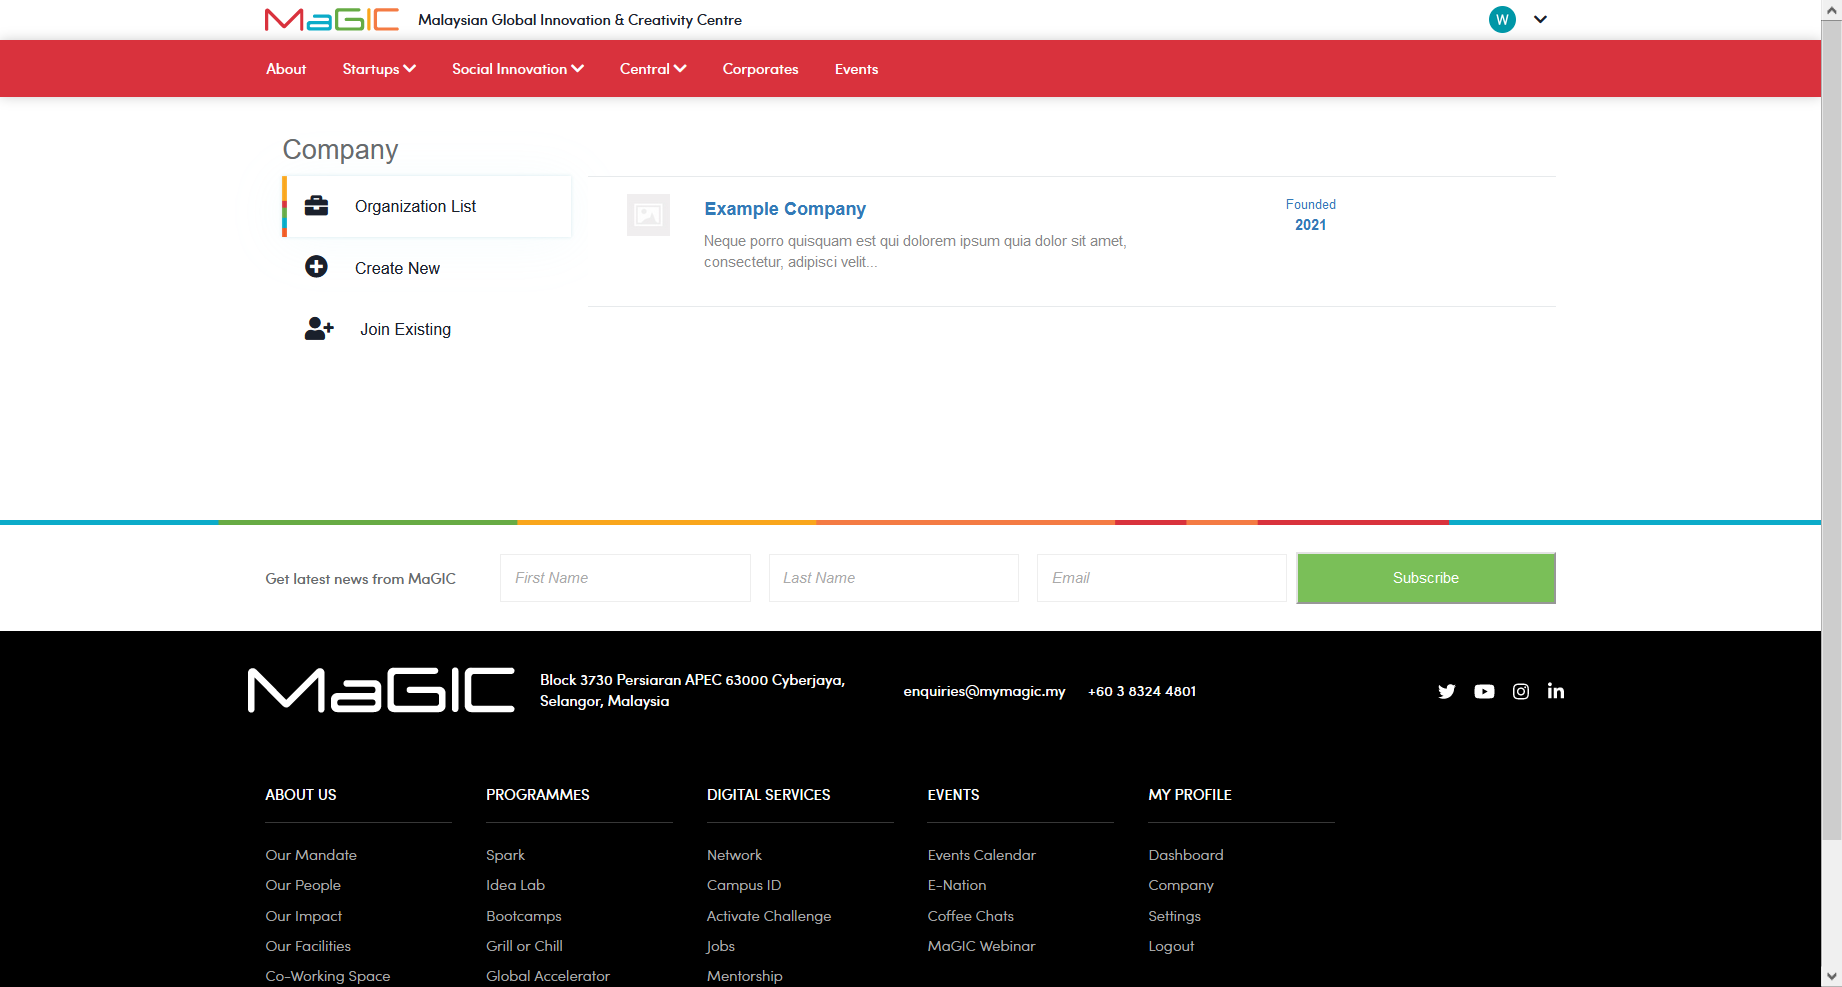 MaGIC Malaysian Global Innovation & Creativity Centre W
About Startups Social Innovation Central Corporates Events
Company
Organization List
Create New
Join Existing
Example Company
Neque porro quisquam est qui dolorem ipsum quia dolor sit amet,
consectetur, adipisci velit...
Founded
2021
Get latest news from MaGIC First Name Last Name Email Subscribe
MaGIC
Block 3730 Persiaran APEC 63000 Cyberjaya,
Selangor, Malaysia
enquiries@mymagic.my +60 3 8324 4801
ABOUT US
Our Mandate
Our People
Our Impact
Our Facilities
Co-Working Space
PROGRAMMES
Spark
Idea Lab
Bootcamps
Grill or Chill
Global Accelerator
DIGITAL SERVICES
Network
Campus ID
Activate Challenge
Jobs
Mentorship
EVENTS
Events Calendar
E-Nation
Coffee Chats
MaGIC Webinar
MY PROFILE
Dashboard
Company
Settings
Logout